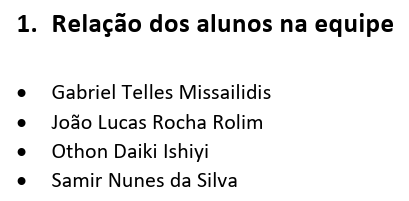 1. Relação dos alunos na equipe
• Gabriel Telles Missailidis
• João Lucas Rocha Rolim
• Othon Daiki Ishiyi
• Samir Nunes da Silva